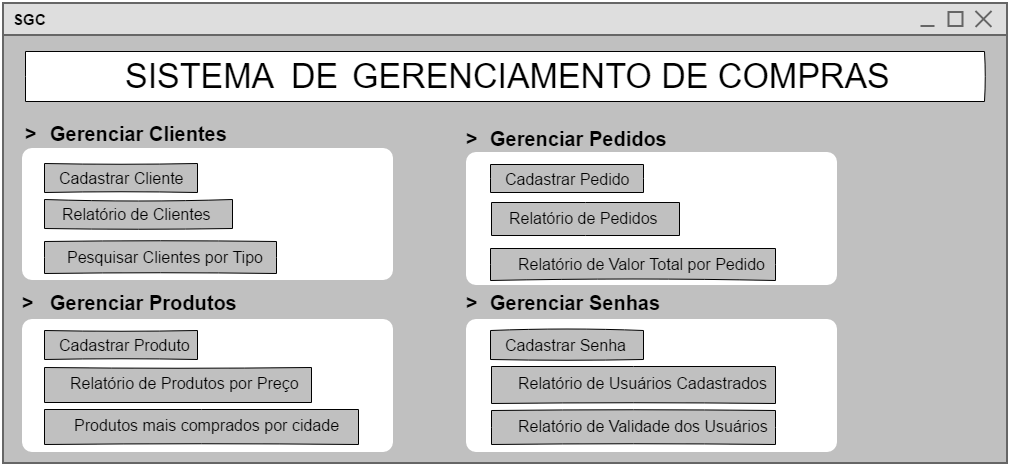 SGC
SISTEMA DE GERENCIAMENTO DE COMPRAS
> Gerenciar Clientes
Cadastrar Cliente
Relatório de Clientes
Pesquisar Clientes por Tipo
> Gerenciar Pedidos
Cadastrar Pedido
Relatório de Pedidos
Relatório de Valor Total por Pedido
> Gerenciar Produtos
Cadastrar Produto
Relatório de Produtos por Preço
Produtos mais comprados por cidade
> Gerenciar Senhas
Cadastrar Senha
Relatório de Usuários Cadastrados
Relatório de Validade dos Usuários